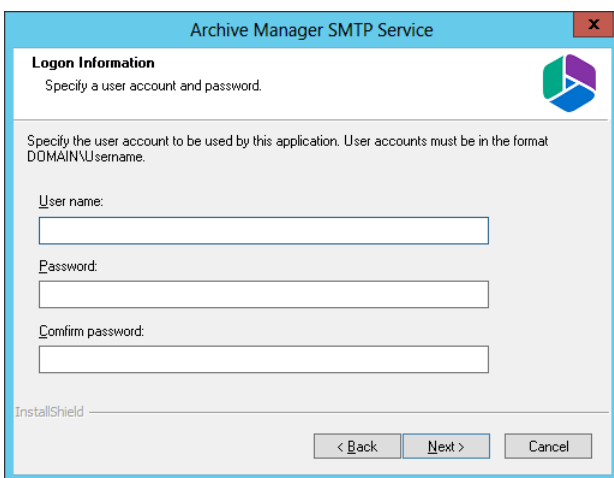 Archive Manager SMTP Service
x
Logon Information
Specify a user account and password.
Specify the user account to be used by this application. User accounts must be in the format
DOMAIN\Username.
User name:
Password:
Comfirm password:
InstallShield
< Back Next > Cancel